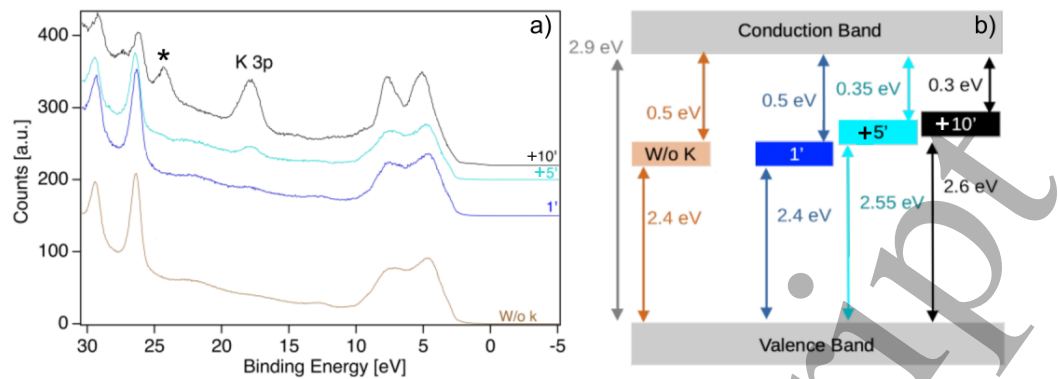 a)
400
300
200
100
0
Counts [a.u.]
*
K 3p
+10'
+5'
1'
W/o k
30 25 20 15 10 5 0 -5
Binding Energy [eV]
b)
Conduction Band
2.9 eV
0.5 eV
0.5 eV
0.35 eV
0.3 eV
W/o K
1'
+5'
+10'
2.4 eV
2.4 eV
2.55 eV
2.6 eV
Valence Band
ript